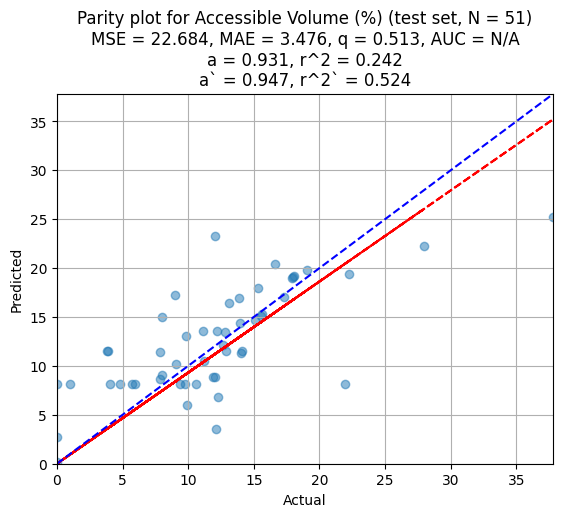 Parity plot for Accessible Volume (%) (test set, N = 51)
MSE = 22.684, MAE = 3.476, q = 0.513, AUC = N/A
a = 0.931, r^2 = 0.242
a` = 0.947, r^2` = 0.524
35
30
25
20
15
10
5
0
Predicted
0 5 10 15 20 25 30 35
Actual